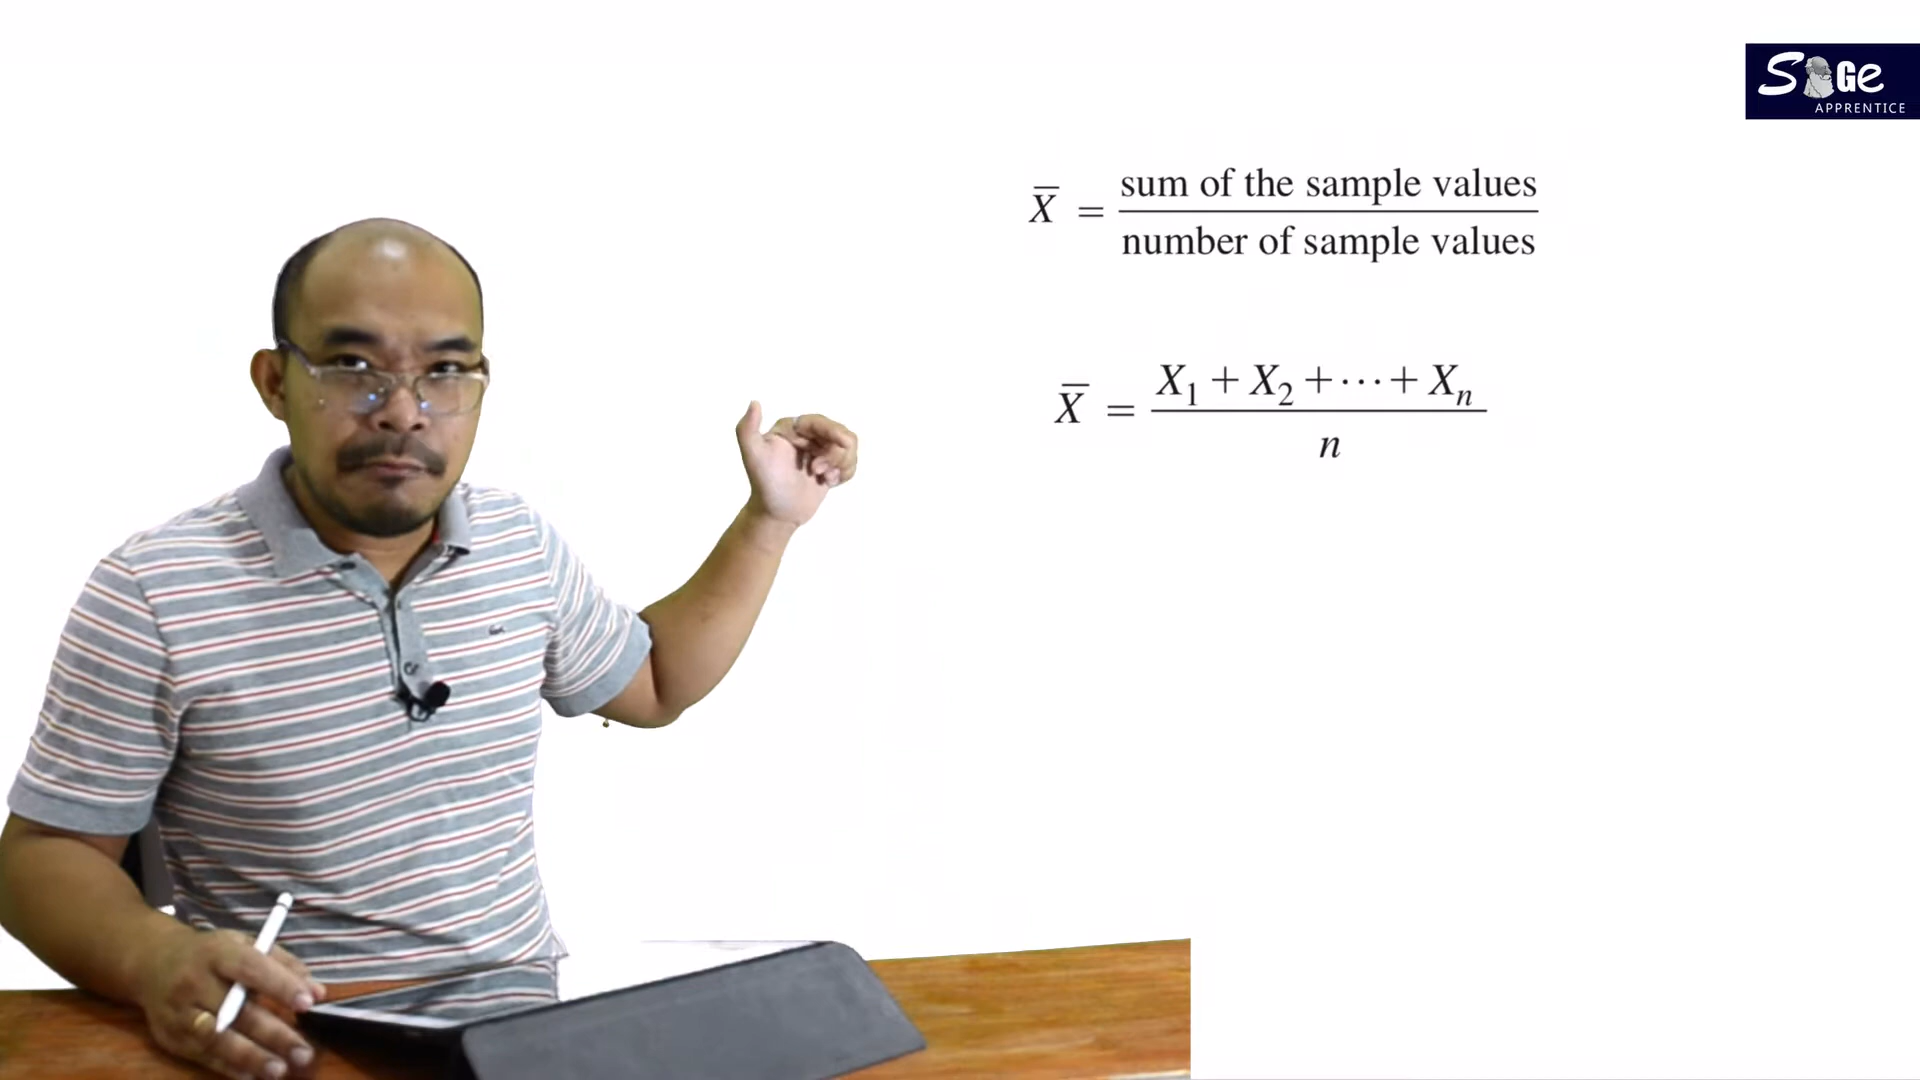 SAGE
APPRENTICE
X̄ = sum of the sample values / number of sample values
X̄ = X₁ + X₂ + ⋯ + Xₙ / n